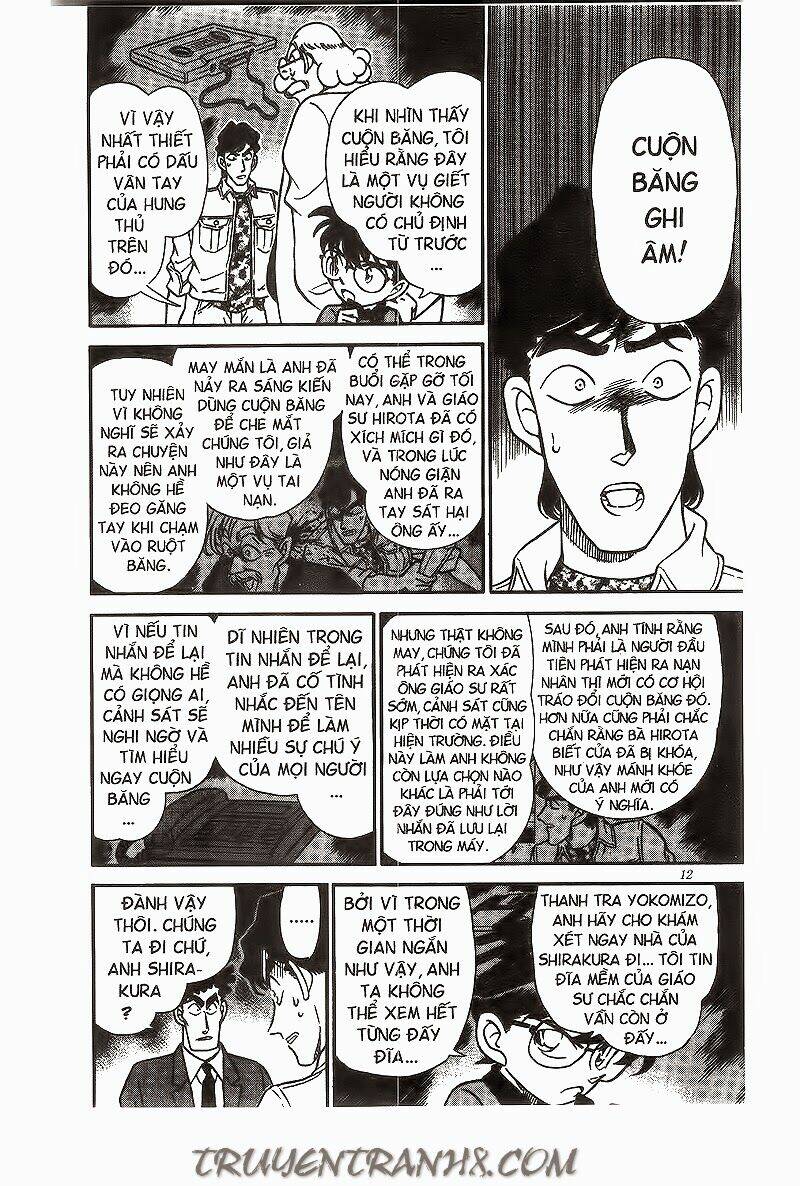 CUỘN
BĂNG
GHI
ÂM!
KHI NHÌN THẤY
CUỘN BĂNG, TÔI
HIỂU RẰNG ĐÂY
LÀ MỘT VỤ GIẾT
NGƯỜI KHÔNG
CÓ CHỦ ĐỊNH
TỪ TRƯỚC
...
VÌ VẬY
NHẤT THIẾT
PHẢI CÓ DẤU
VÂN TAY
CỦA HUNG
THỦ
TRÊN
ĐÓ...
CÓ THỂ TRONG
BUỔI GẶP GỠ TỐI
NAY, ANH VÀ GIÁO
SƯ HIROTA ĐÃ CÓ
XÍCH MÍCH GÌ ĐÓ,
VÀ TRONG LÚC
NÓNG GIẬN
ANH ĐÃ RA
TAY SÁT HẠI
ÔNG ẤY...
MAY MẮN LÀ ANH ĐÃ
NẢY RA SÁNG KIẾN
DÙNG CUỘN BĂNG
ĐỂ CHE MẮT
CHÚNG TÔI, GIẢ
NHƯ ĐÂY LÀ
MỘT VỤ TAI
NẠN.
TUY NHIÊN
VÌ KHÔNG
NGHĨ SẼ XẢY
RA CHUYỆN
NÀY NÊN ANH
KHÔNG HỀ
ĐEO GĂNG
TAY KHI CHẠM
VÀO RUỘT
BĂNG.
SAU ĐÓ, ANH TÍNH RẰNG
MÌNH PHẢI LÀ NGƯỜI ĐẦU
TIÊN PHÁT HIỆN RA NẠN
NHÂN THÌ MỚI CÓ CƠ HỘI
TRÁO ĐỔI CUỘN BĂNG ĐÓ.
HƠN NỮA CŨNG PHẢI CHẮC
CHẮN RẰNG BÀ HIROTA
BIẾT CỬA ĐÃ BỊ KHÓA,
NHƯ VẬY MÁNH KHÓE
CỦA ANH MỚI CÓ
Ý NGHĨA.
NHƯNG THẬT KHÔNG
MAY, CHÚNG TÔI ĐÃ
PHÁT HIỆN RA XÁC
ÔNG GIÁO SƯ RẤT
SỚM, CẢNH SÁT CŨNG
KỊP THỜI CÓ MẶT TẠI
HIỆN TRƯỜNG. ĐIỀU
NÀY LÀM ANH KHÔNG
CÒN LỰA CHỌN NÀO
KHÁC LÀ PHẢI TỚI
ĐÂY ĐÚNG NHƯ LỜI
NHẮN ĐÃ LƯU LẠI
TRONG MÁY.
DĨ NHIÊN TRONG
TIN NHẮN ĐỂ LẠI,
ANH ĐÃ CỐ TÌNH
NHẮC ĐẾN TÊN
MÌNH ĐỂ LÀM
NHIỄU SỰ CHÚ Ý
CỦA MỌI NGƯỜI
...
VÌ NẾU TIN
NHẮN ĐỂ LẠI
MÀ KHÔNG HỀ
CÓ GIỌNG AI,
CẢNH SÁT SẼ
NGHI NGỜ VÀ
TÌM HIỂU
NGAY CUỘN
BĂNG
...
12
THANH TRA YOKOMIZO,
ANH HÃY CHO KHÁM
XÉT NGAY NHÀ CỦA
SHIRAKURA ĐI... TÔI TIN
ĐĨA MỀM CỦA GIÁO
SƯ CHẮC CHẮN
VẪN CÒN Ở
ĐẤY...
BỞI VÌ TRONG
MỘT THỜI
GIAN NGẮN
NHƯ VẬY, ANH
TA KHÔNG
THỂ XEM HẾT
TỪNG ĐẤY
ĐĨA...
.....
ĐÀNH VẬY
THÔI. CHÚNG
TA ĐI CHỨ,
ANH SHIRA-
KURA
?
TRUYENTRANH8.COM